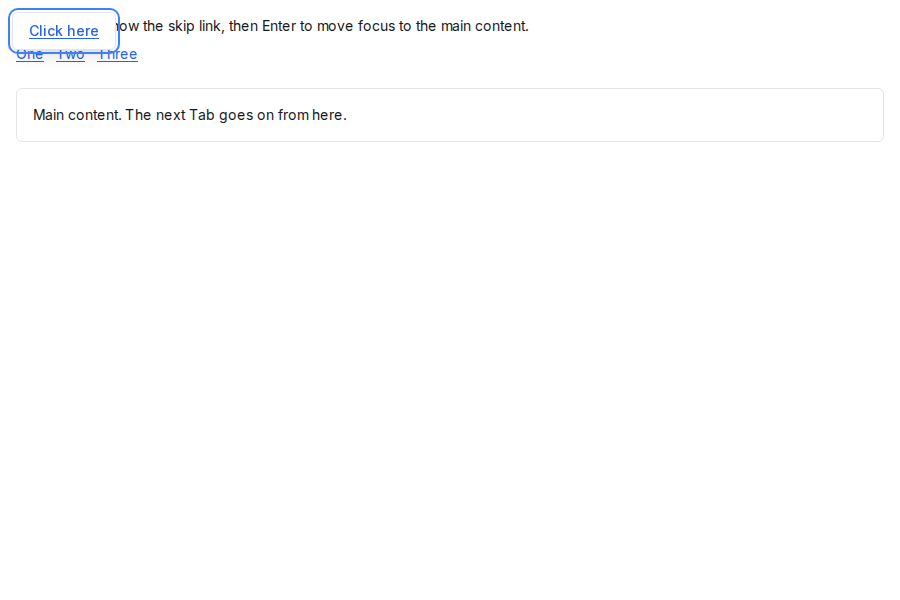 Click here
how the skip link, then Enter to move focus to the main content.
One Two Three
Main content. The next Tab goes on from here.